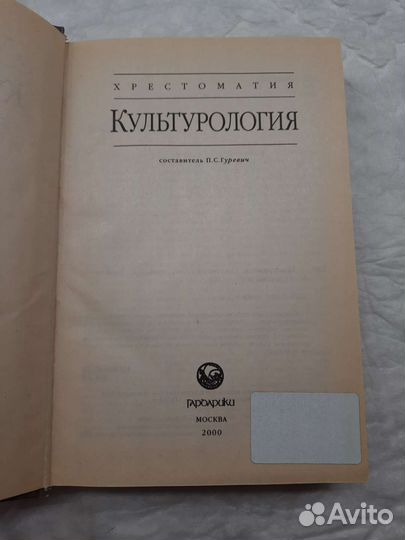 ХРЕСТОМАТИЯ
КУЛЬТУРОЛОГИЯ
составитель П.С.Гуревич
ГАРДАРИКИ
МОСКВА
2000
Avito